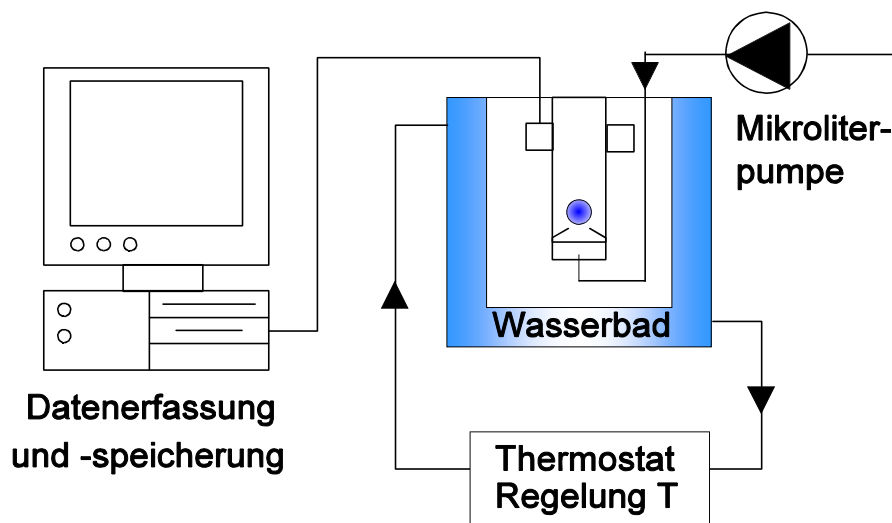 Mikroliter-
pumpe
Wasserbad
Datenerfassung
und -speicherung
Thermostat
Regelung T